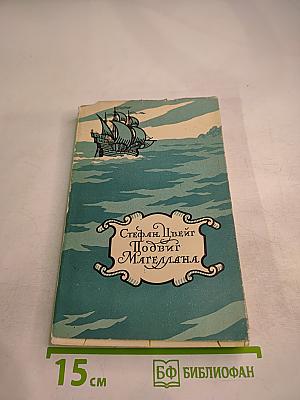 Стефан Цвейг
Подвиг
Магеллана
15 см
БФ БИБЛИОФАН